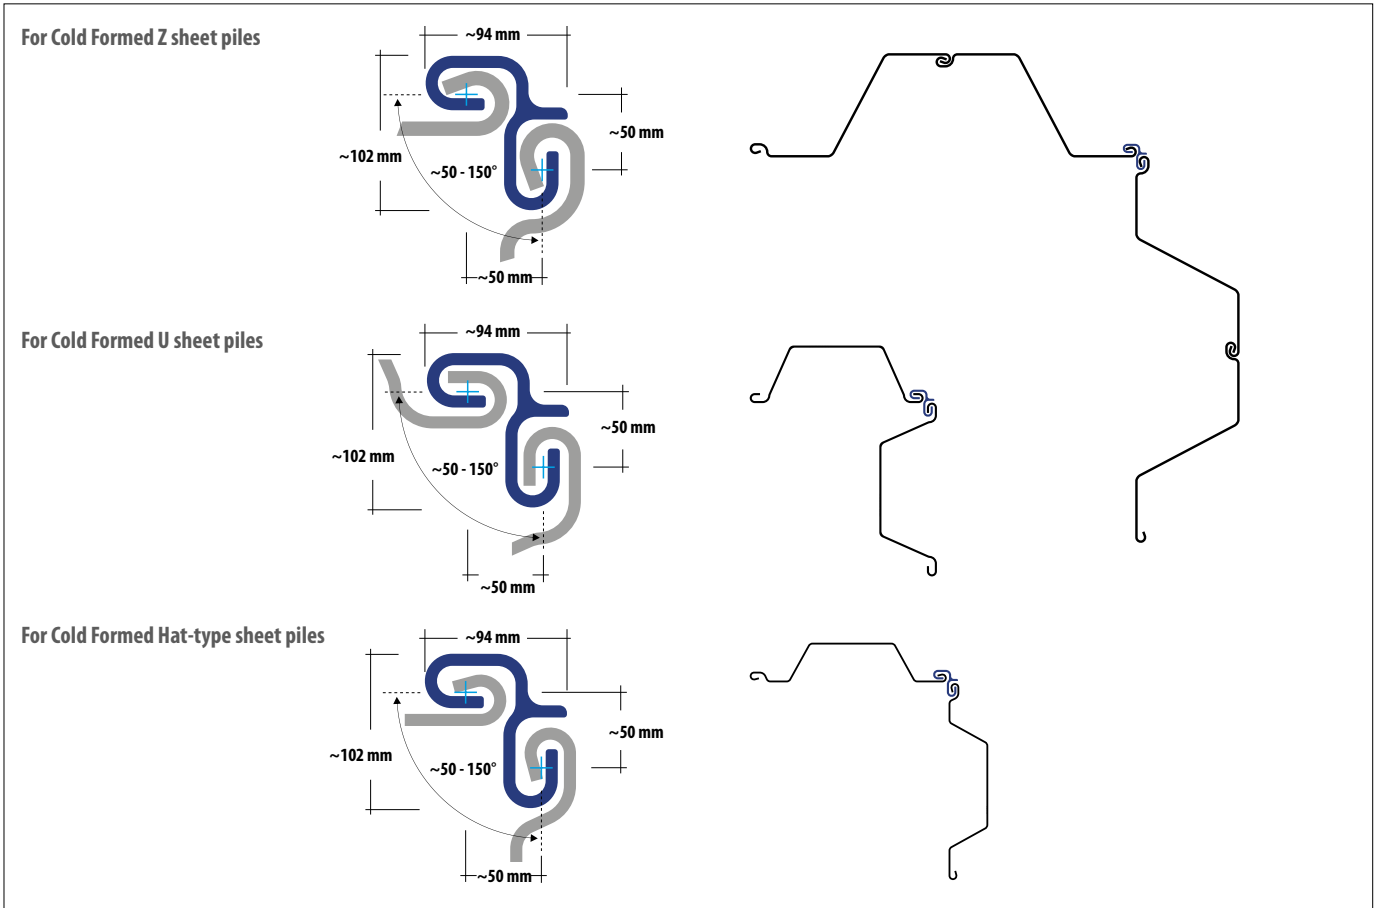 For Cold Formed Z sheet piles
~94 mm
~50 mm
~102 mm
~50 - 150°
~50 mm
For Cold Formed U sheet piles
~94 mm
~50 mm
~102 mm
~50 - 150°
~50 mm
For Cold Formed Hat-type sheet piles
~94 mm
~50 mm
~102 mm
~50 - 150°
~50 mm